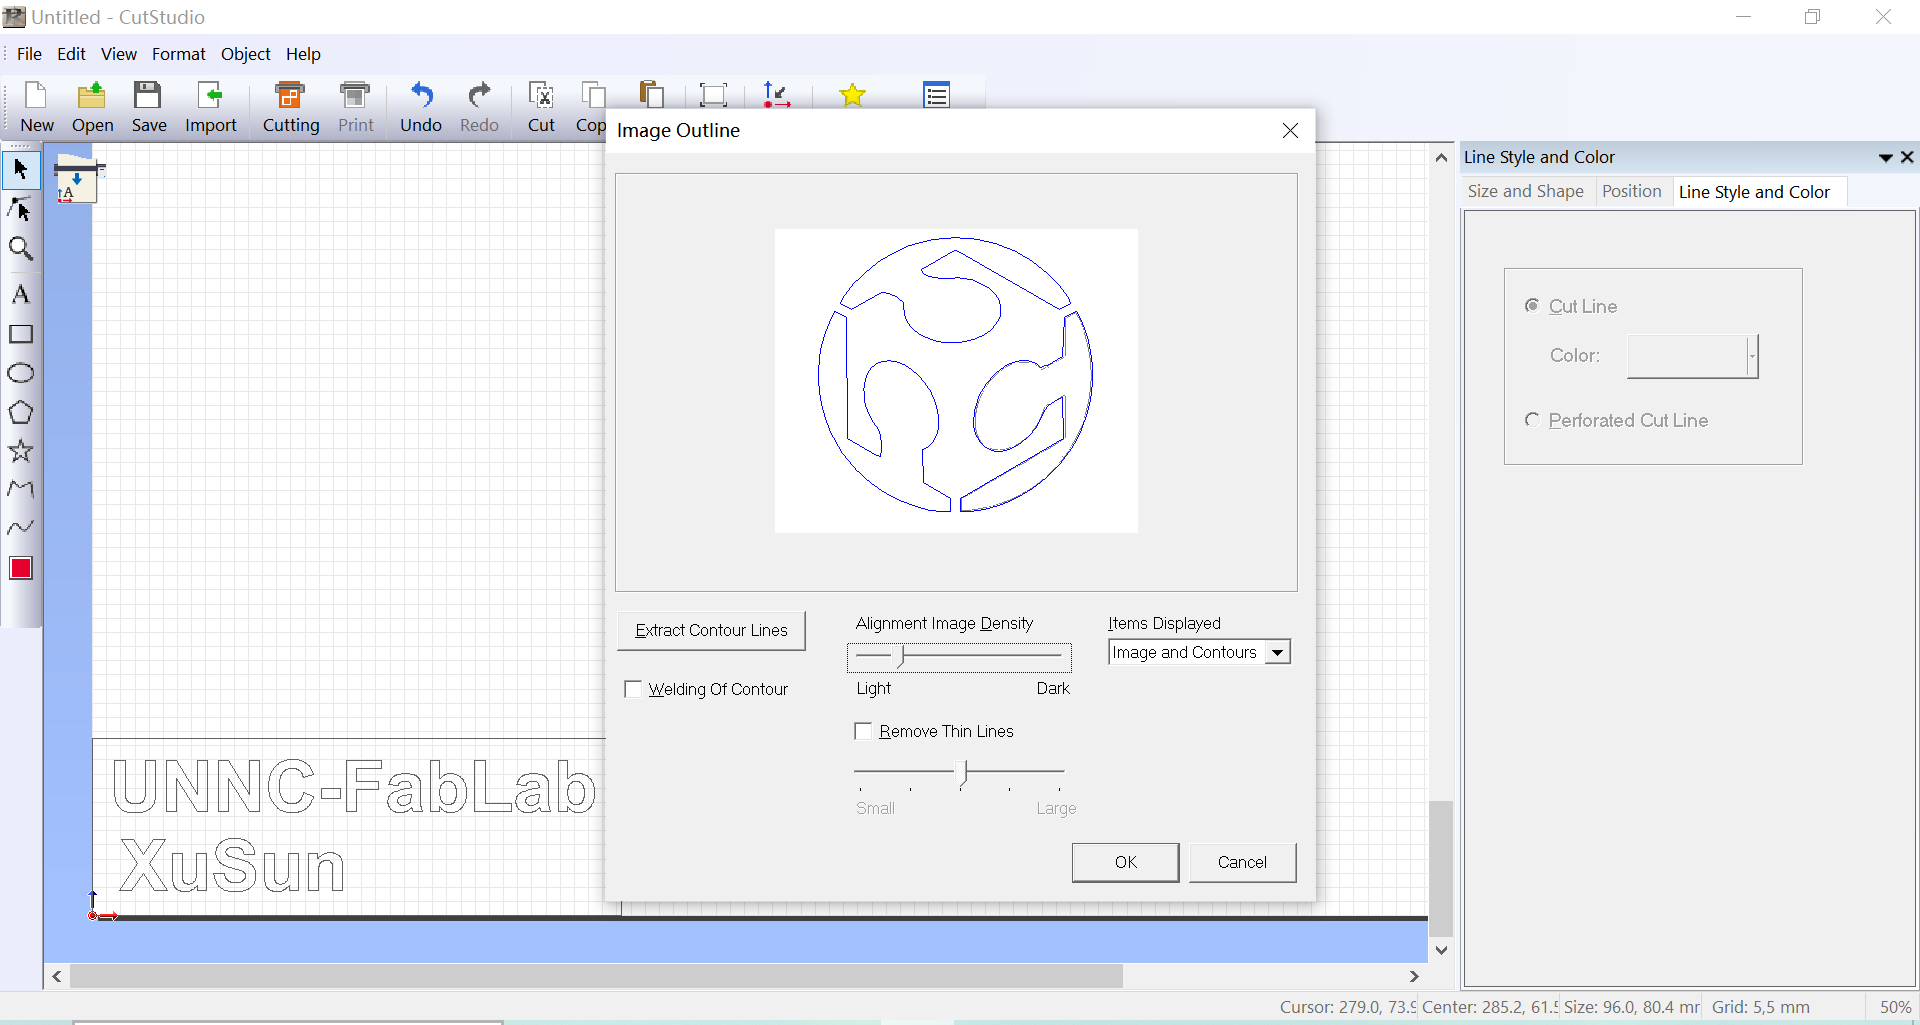 Untitled - CutStudio
File Edit View Format Object Help
New Open Save Import Cutting Print Undo Redo Cut Cop
Image Outline
Line Style and Color
Size and Shape Position Line Style and Color
A
A
Cut Line
Color:
Perforated Cut Line
Extract Contour Lines
Alignment Image Density
Items Displayed
Image and Contours
Welding Of Contour
Light Dark
Remove Thin Lines
Small Large
OK Cancel
UNNC-FabLab
XuSun
Cursor: 279.0, 73.9 Center: 285.2, 61.5 Size: 96.0, 80.4 mr Grid: 5,5 mm 50%